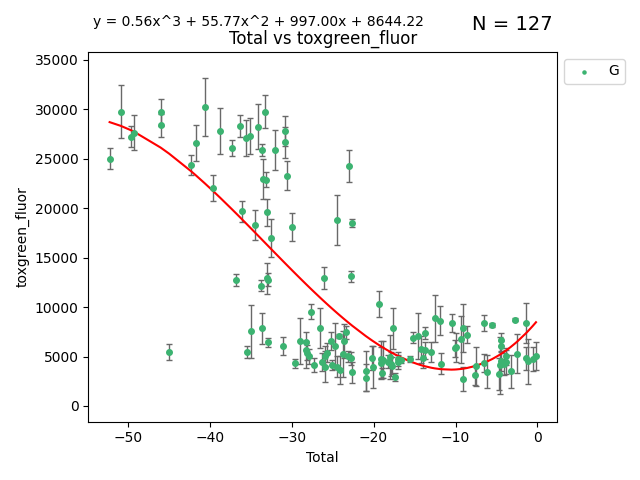 y = 0.56x^3 + 55.77x^2 + 997.00x + 8644.22
N = 127
Total vs toxgreen_fluor
35000
30000
25000
20000
15000
10000
5000
0
toxgreen_fluor
−50
−40
−30
−20
−10
0
Total
G